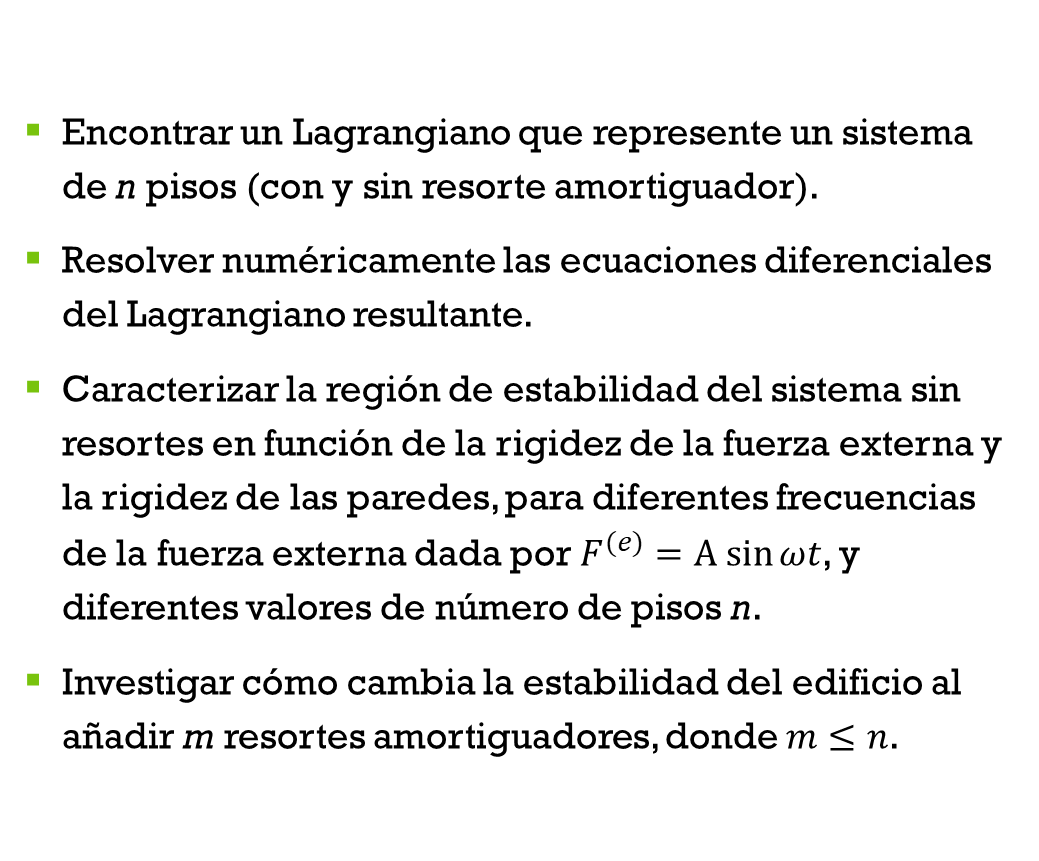 ▪ Encontrar un Lagrangiano que represente un sistema
de n pisos (con y sin resorte amortiguador).
▪ Resolver numéricamente las ecuaciones diferenciales
del Lagrangiano resultante.
▪ Caracterizar la región de estabilidad del sistema sin
resortes en función de la rigidez de la fuerza externa y
la rigidez de las paredes, para diferentes frecuencias
de la fuerza externa dada por F⁽ᵉ⁾ = A sin ωt, y
diferentes valores de número de pisos n.
▪ Investigar cómo cambia la estabilidad del edificio al
añadir m resortes amortiguadores, donde m ≤ n.